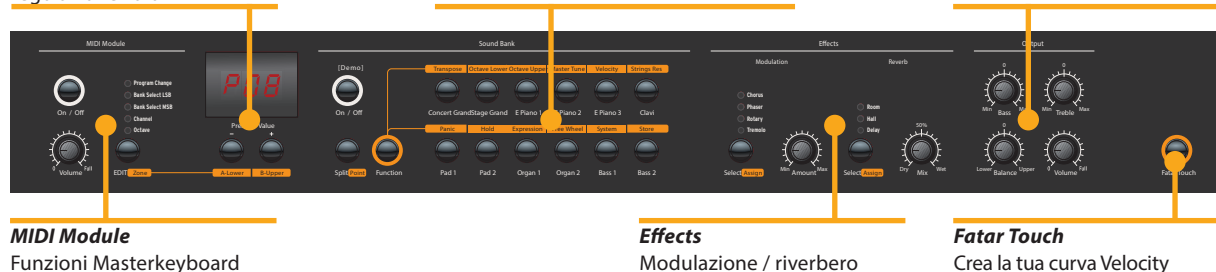 MIDI Module
Sound Bank
Effects
Output
[Demo]
Modulation
Reverb
Program Change
Bank Select LSB
Bank Select MSB
Channel
Octave
P08
Transpose Octave Lower Octave Upper Master Tune Velocity Strings Res
Chorus
Phaser
Rotary
Tremolo
Room
Hall
Delay
0 0
On / Off
On / Off
Concert Grand Stage Grand E Piano 1 E Piano 2 E Piano 3 Clavi
Min Bass Max Min Treble Max
Value
- +
Panic Hold Expression Wheel System Store
50%
0
0 Volume Full
EDIT Zone
A-Lower B-Upper
Split Point Function
Pad 1 Pad 2 Organ 1 Organ 2 Bass 1 Bass 2
Select Assign
Min Amount Max
Select Assign
Dry Mix Wet
Lower Balance Upper
0 Volume Full
Fatar Touch
MIDI Module
Funzioni Masterkeyboard
Effects
Modulazione / riverbero
Fatar Touch
Crea la tua curva Velocity